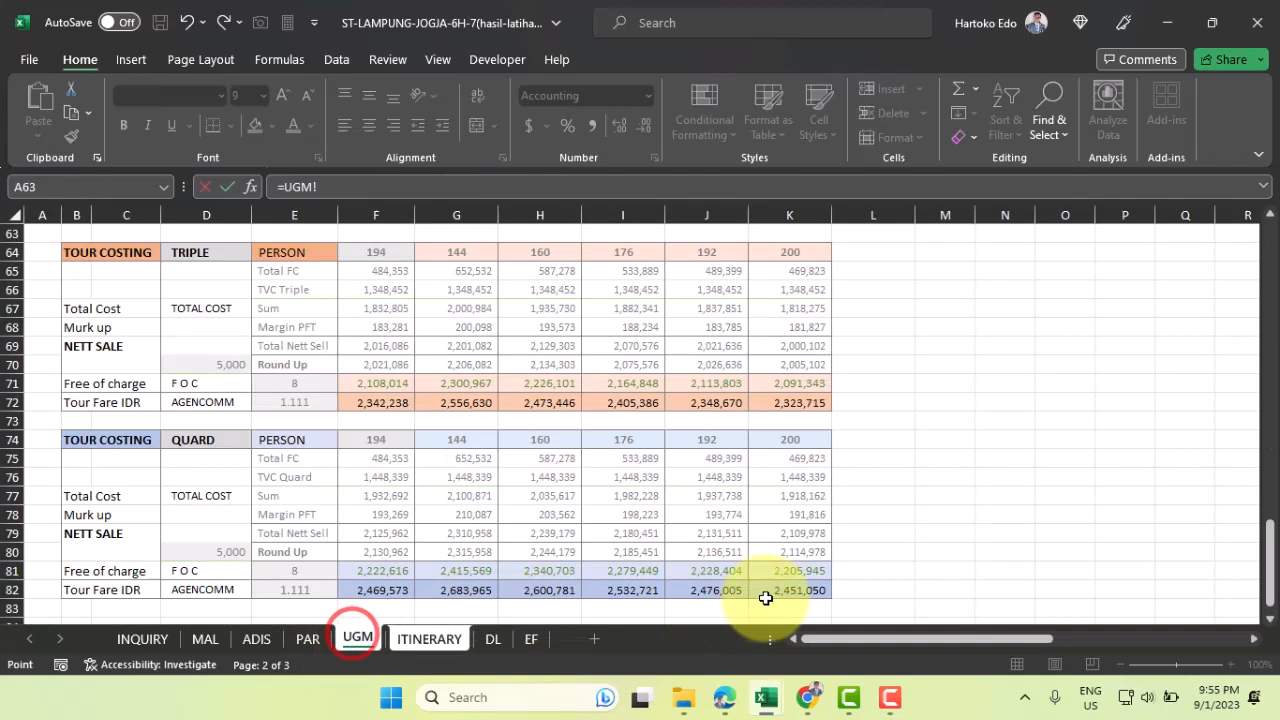 AutoSave Off ST-LAMPUNG-JOGJA-6H-7(hasil-latiha... Search Hartoko Edo
File Home Insert Page Layout Formulas Data Review View Developer Help Comments Share
Paste 9 Accounting Conditional Formatting Format as Table Cell Styles Insert Delete Format Sort & Filter Find & Select Analyze Data Add-ins
Clipboard Font Alignment Number Styles Cells Editing Analysis Add-ins
A63 =UGM!
A B C D E F G H I J K L M N O P Q R
63
64 TOUR COSTING TRIPLE PERSON 194 144 160 176 192 200
65 Total FC 484,353 652,532 587,278 533,889 489,399 469,823
66 TVC Triple 1,348,452 1,348,452 1,348,452 1,348,452 1,348,452 1,348,452
67 Total Cost TOTAL COST Sum 1,832,805 2,000,984 1,935,730 1,882,341 1,837,851 1,818,275
68 Murk up Margin PFT 183,281 200,098 193,573 188,234 183,785 181,827
69 NETT SALE Total Nett Sell 2,016,086 2,201,082 2,129,303 2,070,576 2,021,636 2,000,102
70 5,000 Round Up 2,021,086 2,206,082 2,134,303 2,075,576 2,026,636 2,005,102
71 Free of charge F O C 8 2,108,014 2,300,967 2,226,101 2,164,848 2,113,803 2,091,343
72 Tour Fare IDR AGENCOMM 1.111 2,342,238 2,556,630 2,473,446 2,405,386 2,348,670 2,323,715
73
74 TOUR COSTING QUARD PERSON 194 144 160 176 192 200
75 Total FC 484,353 652,532 587,278 533,889 489,399 469,823
76 TVC Quard 1,448,339 1,448,339 1,448,339 1,448,339 1,448,339 1,448,339
77 Total Cost TOTAL COST Sum 1,932,692 2,100,871 2,035,617 1,982,228 1,937,738 1,918,162
78 Murk up Margin PFT 193,269 210,087 203,562 198,223 193,774 191,816
79 NETT SALE Total Nett Sell 2,125,962 2,310,958 2,239,179 2,180,451 2,131,511 2,109,978
80 5,000 Round Up 2,130,962 2,315,958 2,244,179 2,185,451 2,136,511 2,114,978
81 Free of charge F O C 8 2,222,616 2,415,569 2,340,703 2,279,449 2,228,404 2,205,945
82 Tour Fare IDR AGENCOMM 1.111 2,469,573 2,683,965 2,600,781 2,532,721 2,476,005 2,451,050
83
INQUIRY MAL ADIS PAR UGM ITINERARY DL EF
Point Accessibility: Investigate Page: 2 of 3 100%
Search ENG UG 9:55 PM 9/1/2023